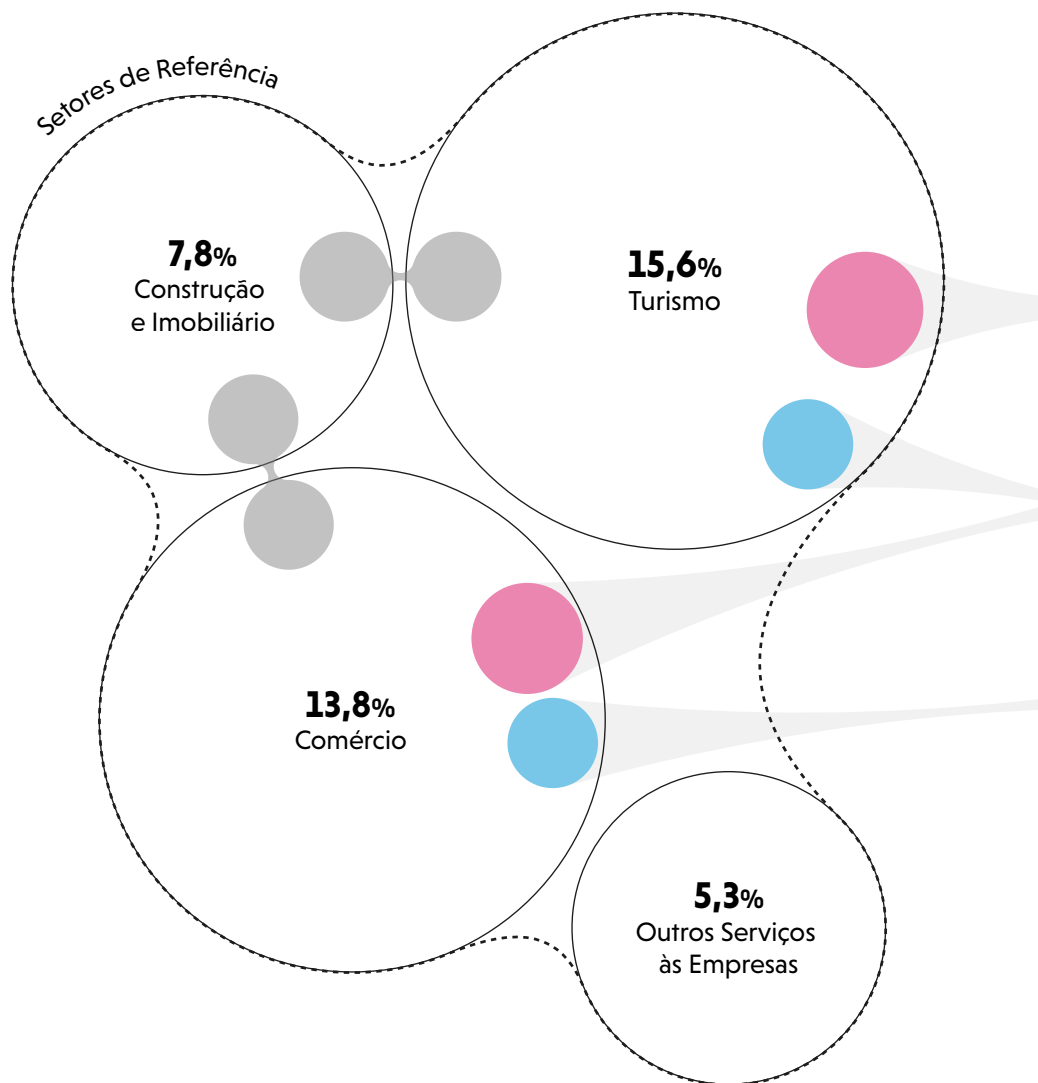 Setores de Referência
7,8%
Construção
e Imobiliário
15,6%
Turismo
13,8%
Comércio
5,3%
Outros Serviços
às Empresas